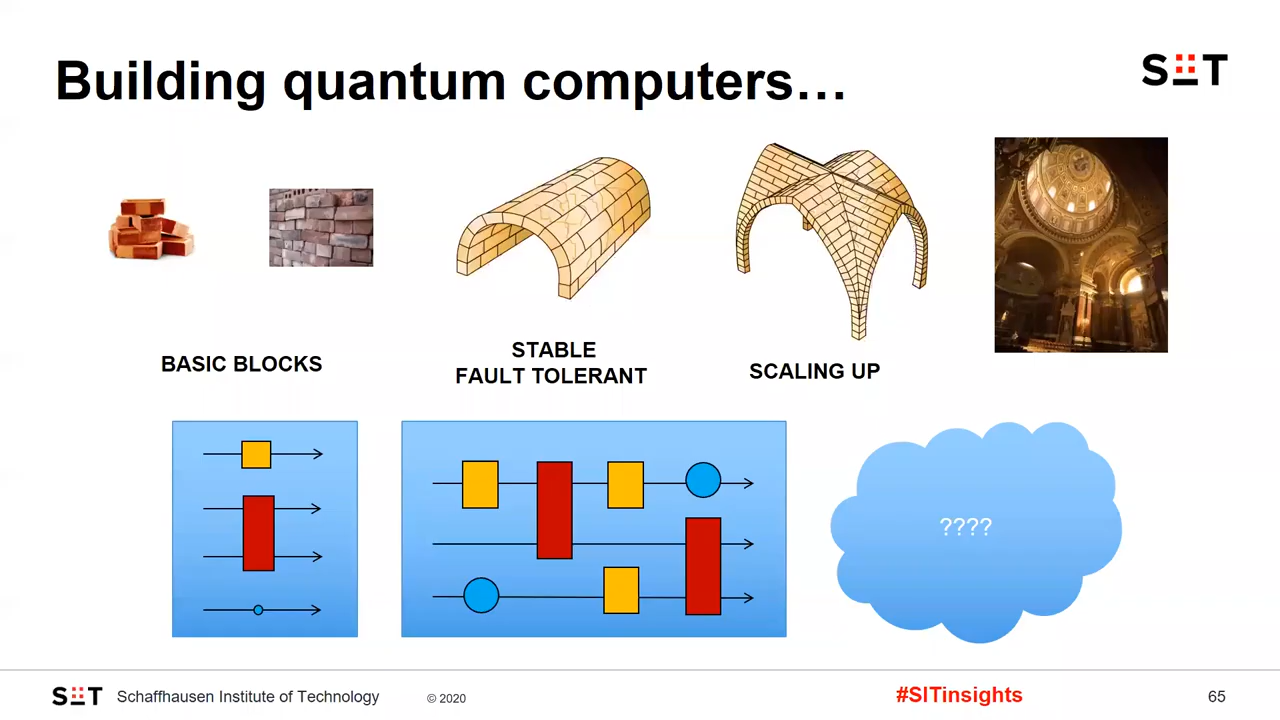 Building quantum computers…
SIT
BASIC BLOCKS
STABLE
FAULT TOLERANT
SCALING UP
????
SIT Schaffhausen Institute of Technology
© 2020
#SITinsights
65